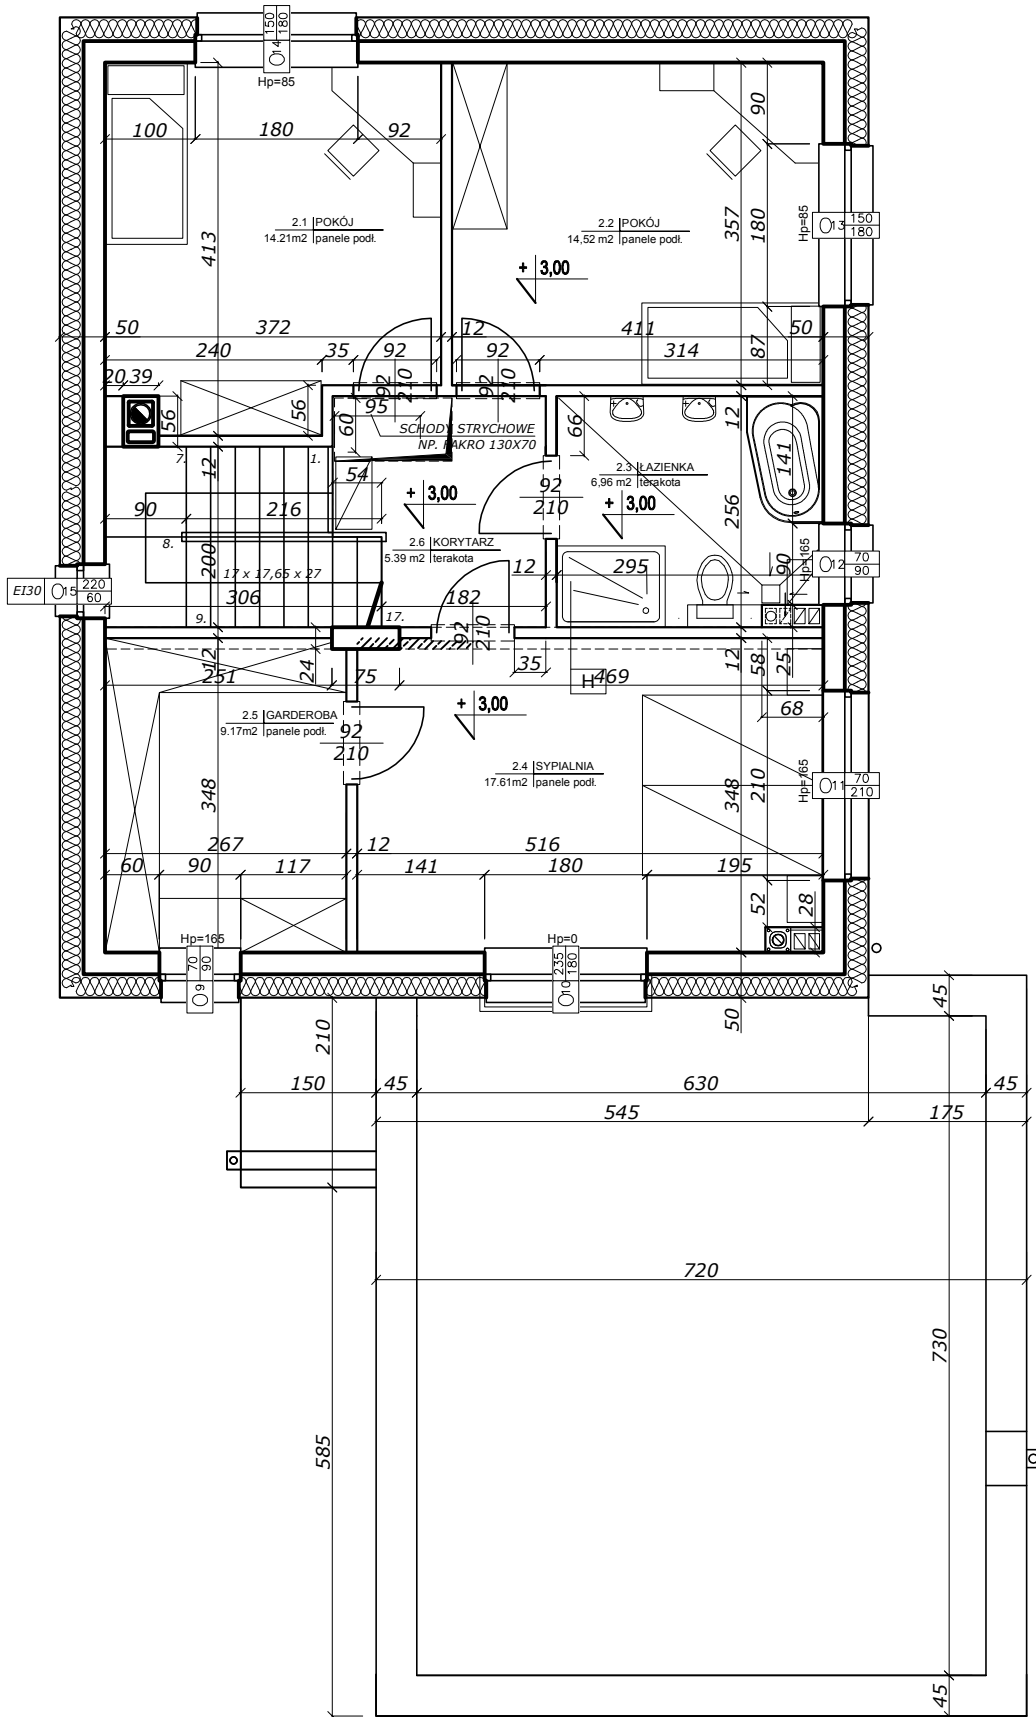 150
180
14
Hp=85
100 180 92
90
2.1 POKÓJ
14.21m2 panele podł.
2.2 POKÓJ
14,52 m2 panele podł.
413
357
180
Hp=85
13 150
180
+ 3,00
50 372 12 411 50
240 35 92 92 314
87
92
210
92
210
20 39
56
56
60
95
SCHODY STRYCHOWE
NP. FAKRO 130X70
66
12
141
7. 12 1.
54
+ 3,00
92
210
2.3 ŁAZIENKA
6,96 m2 terakota
+ 3,00
256
90 216
8.
200
2.6 KORYTARZ
5.39 m2 terakota
90
Hp=165
12 70
90
EI30 15 220
60
17 x 17,65 x 27
12 295
306 182
9. 17.
92
210
12
24
35
12
58
25
251 75 H 469
68
2.5 GARDEROBA
9.17m2 panele podł.
92
210
+ 3,00
2.4 SYPIALNIA
17.61m2 panele podł.
348
348
210
Hp=165
11 70
210
267 12 516
60 90 117 141 180 195
52
28
Hp=165
70
90
9
Hp=0
235
180
10
50
45
210
150 45 630 45
545 175
720
730
585
45